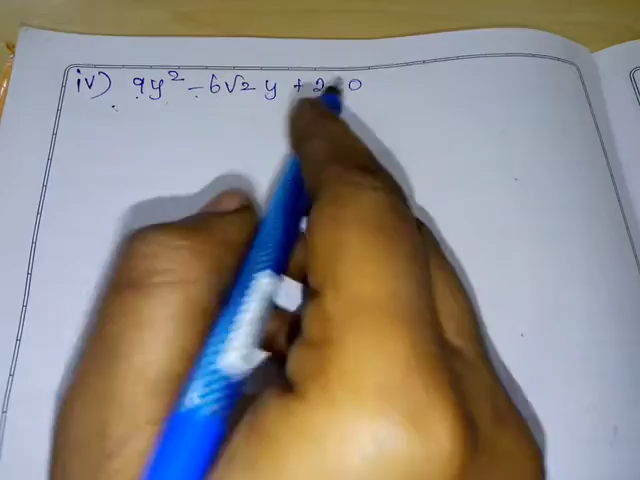 iv) 9y² - 6√2 y + 2 = 0